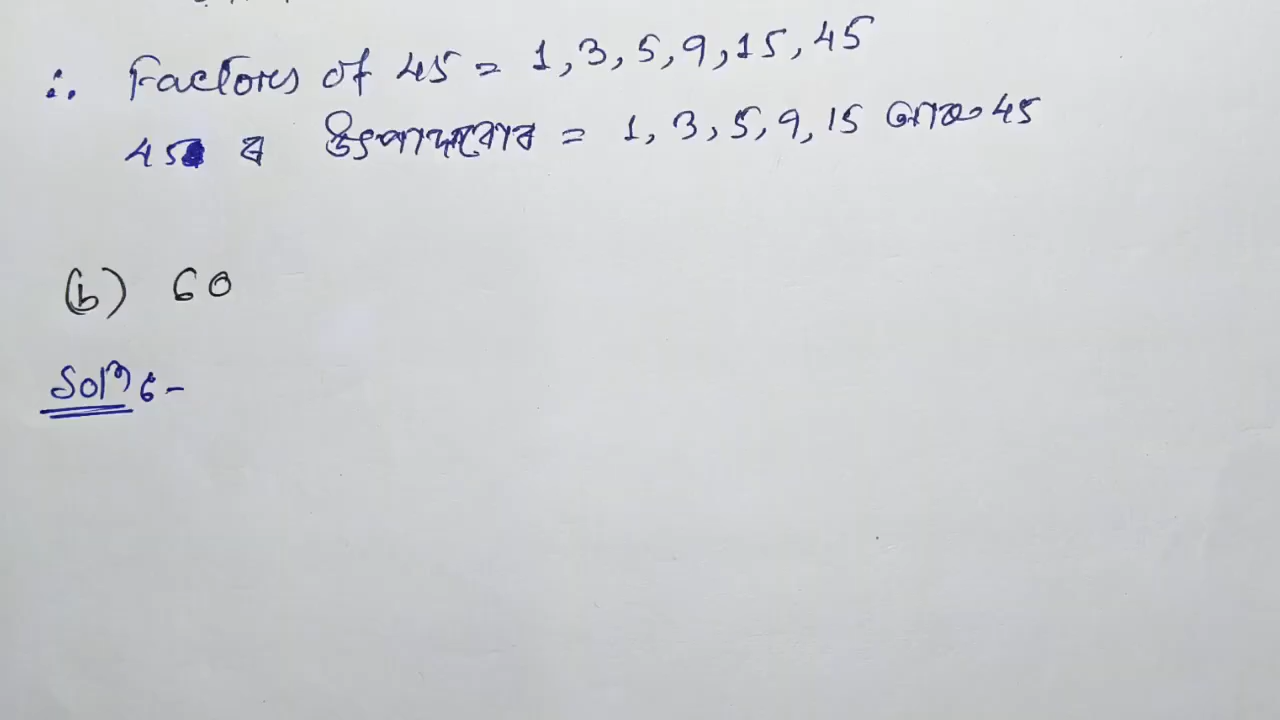 ∴ Factors of 45 = 1, 3, 5, 9, 15, 45
45 ৰ উৎপাদকবোৰ = 1, 3, 5, 9, 15 আৰু 45
(b) 60
Solⁿ :-